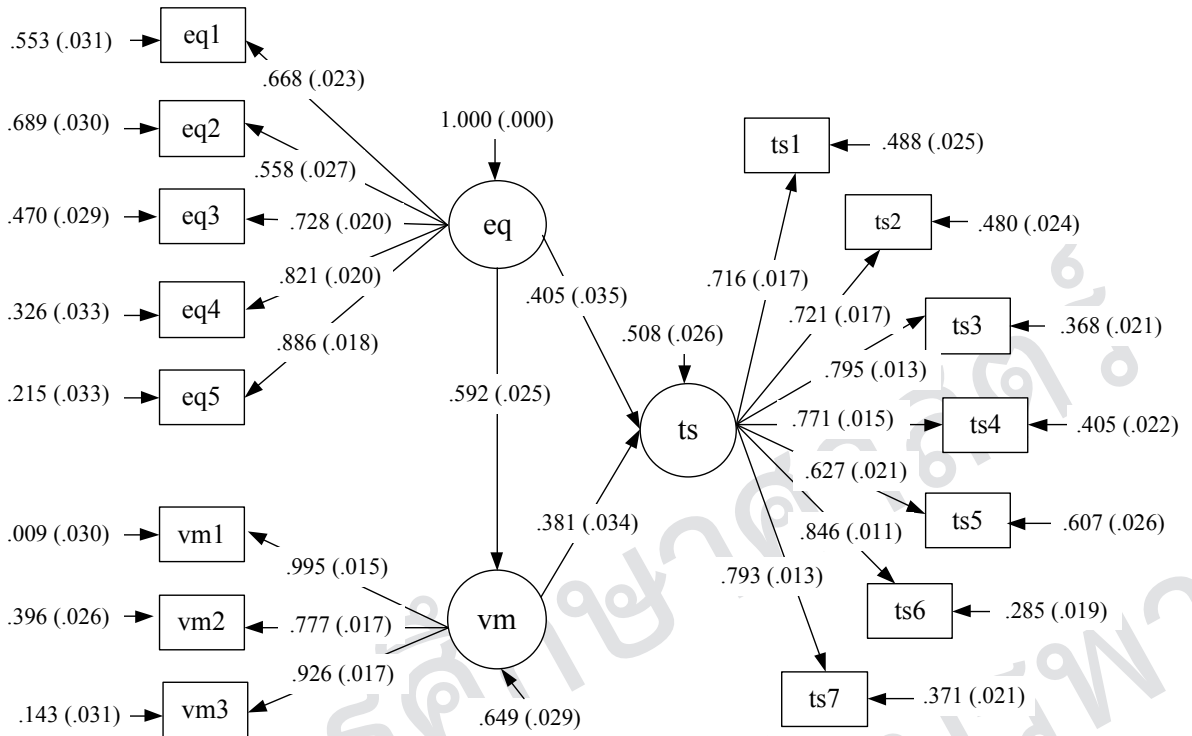 .553 (.031)
eq1
.668 (.023)
.689 (.030)
eq2
.558 (.027)
.470 (.029)
eq3
.728 (.020)
.326 (.033)
eq4
.821 (.020)
.215 (.033)
eq5
.886 (.018)
1.000 (.000)
eq
.405 (.035)
.592 (.025)
.508 (.026)
ts
.381 (.034)
.009 (.030)
vm1
.995 (.015)
.396 (.026)
vm2
.777 (.017)
.143 (.031)
vm3
.926 (.017)
vm
.649 (.029)
ts1
.488 (.025)
.716 (.017)
ts2
.480 (.024)
.721 (.017)
ts3
.368 (.021)
.795 (.013)
ts4
.405 (.022)
.771 (.015)
ts5
.607 (.026)
.627 (.021)
ts6
.285 (.019)
.846 (.011)
ts7
.371 (.021)
.793 (.013)